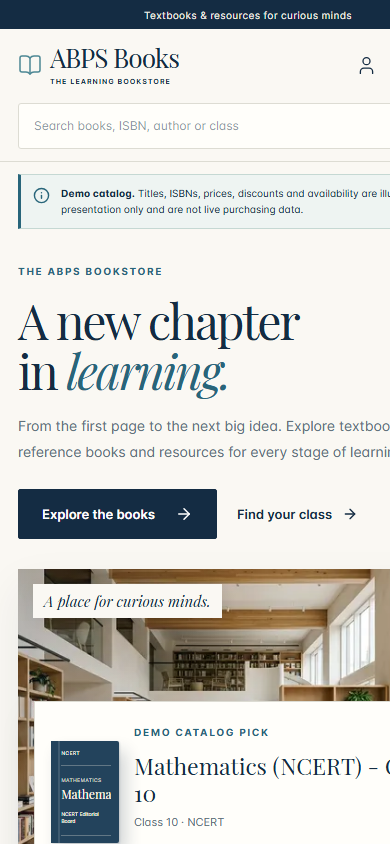 Textbooks & resources for curious minds
ABPS Books
THE LEARNING BOOKSTORE
Search books, ISBN, author or class
Demo catalog. Titles, ISBNs, prices, discounts and availability are
presentation only and are not live purchasing data.
THE ABPS BOOKSTORE
A new chapter
in learning.
From the first page to the next big idea. Explore
reference books and resources for every stage of
Explore the books
Find your class
A place for curious minds.
DEMO CATALOG PICK
Mathematics (NCERT) -
10
Class 10 · NCERT
NCERT
MATHEMATICS
Mathema
NCERT Editorial
Board